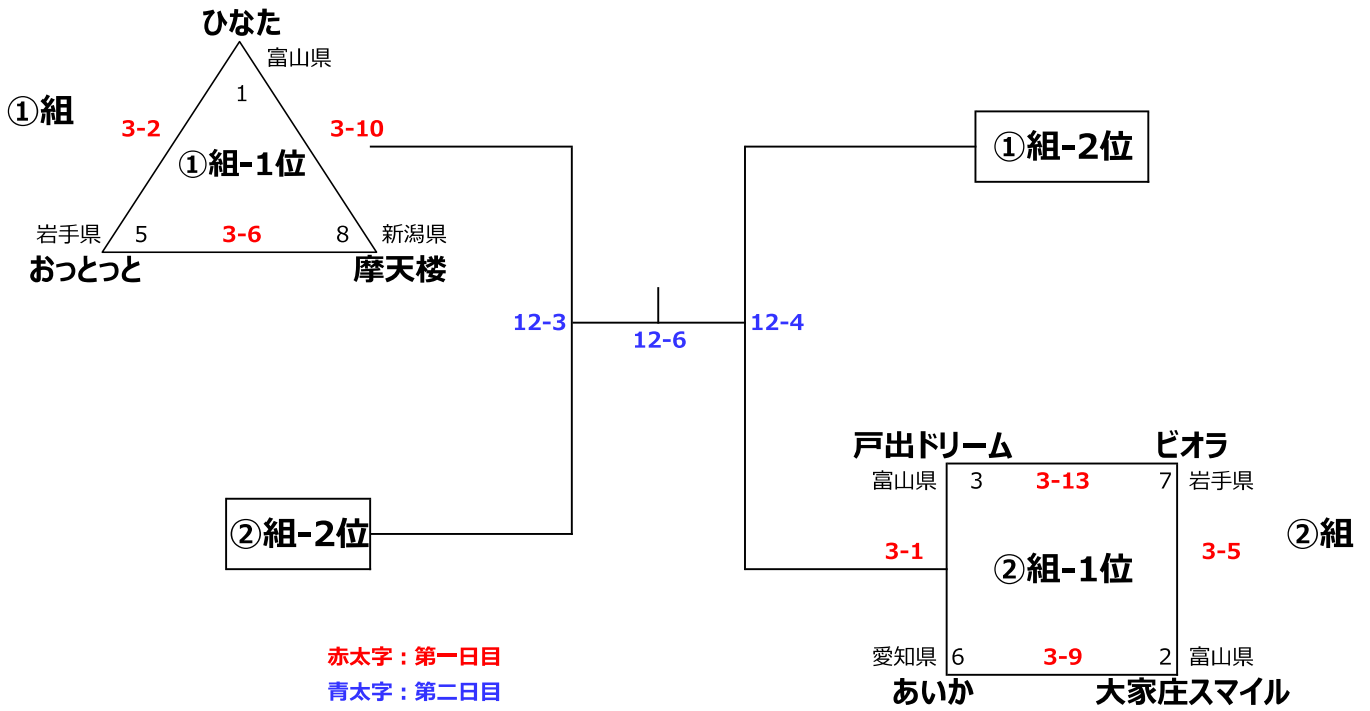 ひなた
富山県
1
①組
3-2
3-10
①組-1位
岩手県
5
3-6
8
新潟県
おっとっと
摩天楼
①組-2位
12-3
12-6
12-4
②組-2位
戸出ドリーム
ビオラ
富山県
3
3-13
7
岩手県
3-1
②組-1位
3-5
②組
愛知県
6
3-9
2
富山県
あいか
大家庄スマイル
赤太字：第一日目
青太字：第二日目